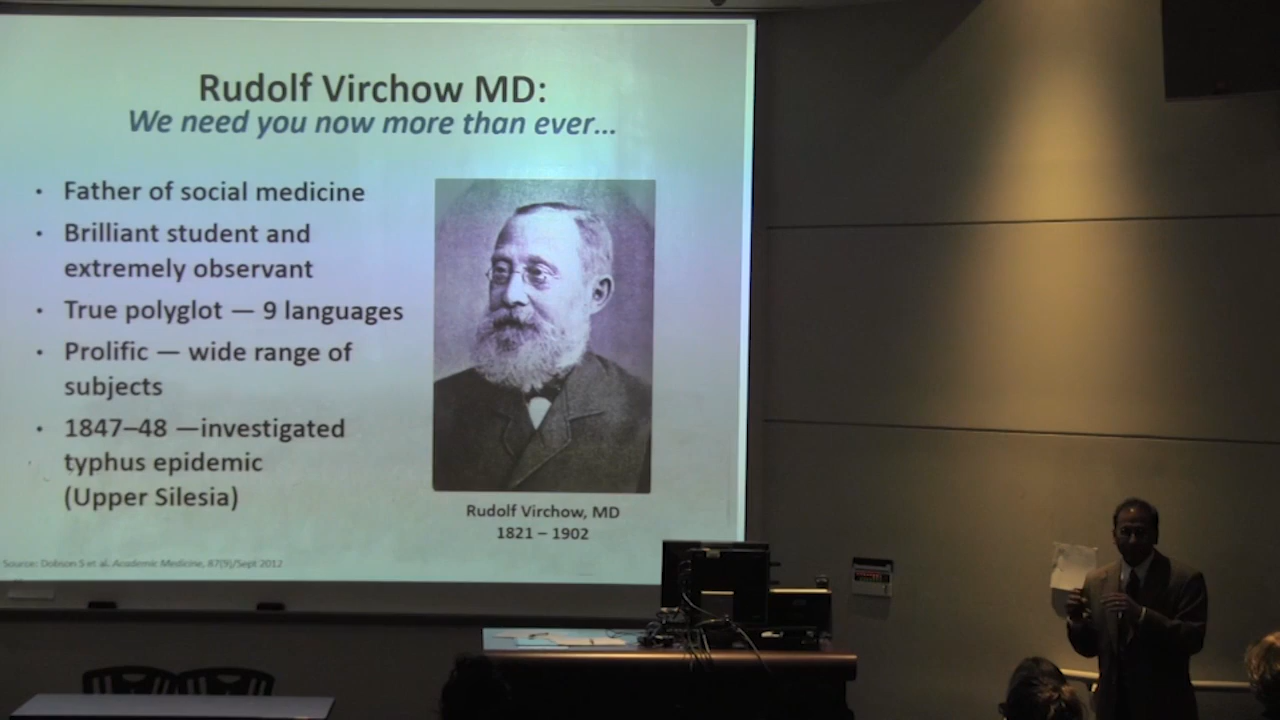 Rudolf Virchow MD:
We need you now more than ever...
• Father of social medicine
• Brilliant student and
extremely observant
• True polyglot — 9 languages
• Prolific — wide range of
subjects
• 1847–48 —investigated
typhus epidemic
(Upper Silesia)
Rudolf Virchow, MD
1821 – 1902
Source: Dobson S et al. Academic Medicine, 87(9)/Sept 2012